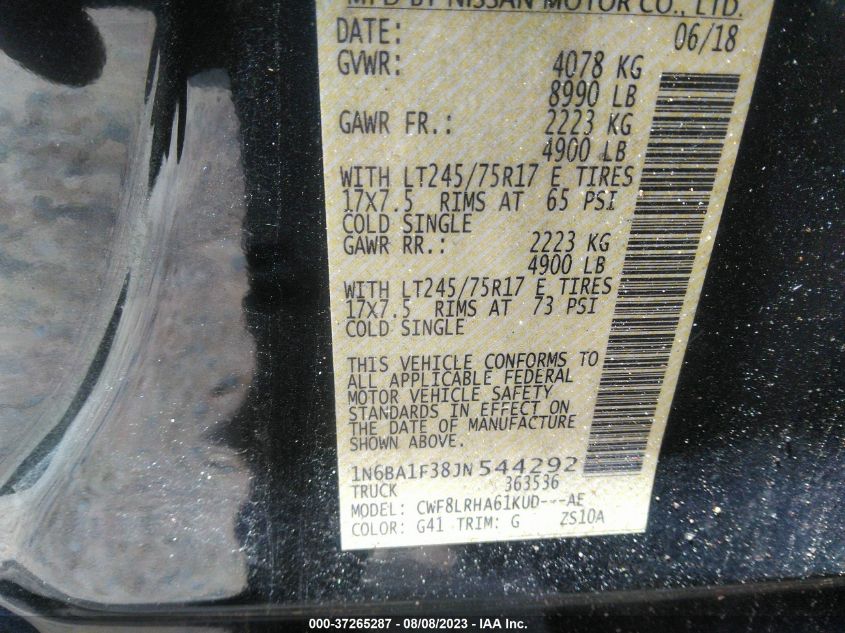 MFD BY NISSAN MOTOR CO., LTD.
DATE: 06/18
GVWR: 4078 KG
8990 LB
GAWR FR.: 2223 KG
4900 LB
WITH LT245/75R17 E TIRES
17X7.5 RIMS AT 65 PSI
COLD SINGLE
GAWR RR.: 2223 KG
4900 LB
WITH LT245/75R17 E TIRES
17X7.5 RIMS AT 73 PSI
COLD SINGLE
THIS VEHICLE CONFORMS TO
ALL APPLICABLE FEDERAL
MOTOR VEHICLE SAFETY
STANDARDS IN EFFECT ON
THE DATE OF MANUFACTURE
SHOWN ABOVE.
1N6BA1F38JN544292
TRUCK 363536
MODEL: CWF8LRHA61KUD---AE
COLOR: G41 TRIM: G ZS10A
000-37265287 - 08/08/2023 - IAA Inc.